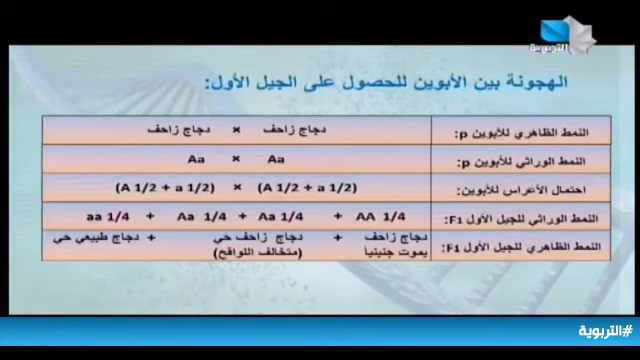 التربوية
الهجونة بين الأبوين للحصول على الجيل الأول:
النمط الظاهري للأبوين p: دجاج زاحف × دجاج زاحف
النمط الوراثي للأبوين p: Aa × Aa
احتمال الأعراس للأبوين: (A 1/2 + a 1/2) × (A 1/2 + a 1/2)
النمط الوراثي للجيل الأول F1: AA 1/4 + Aa 1/4 + Aa 1/4 + aa 1/4
النمط الظاهري للجيل الأول F1: دجاج زاحف + دجاج زاحف حي + دجاج طبيعي حي
يموت جنينياً (متخالف اللواقح)
#التربوية